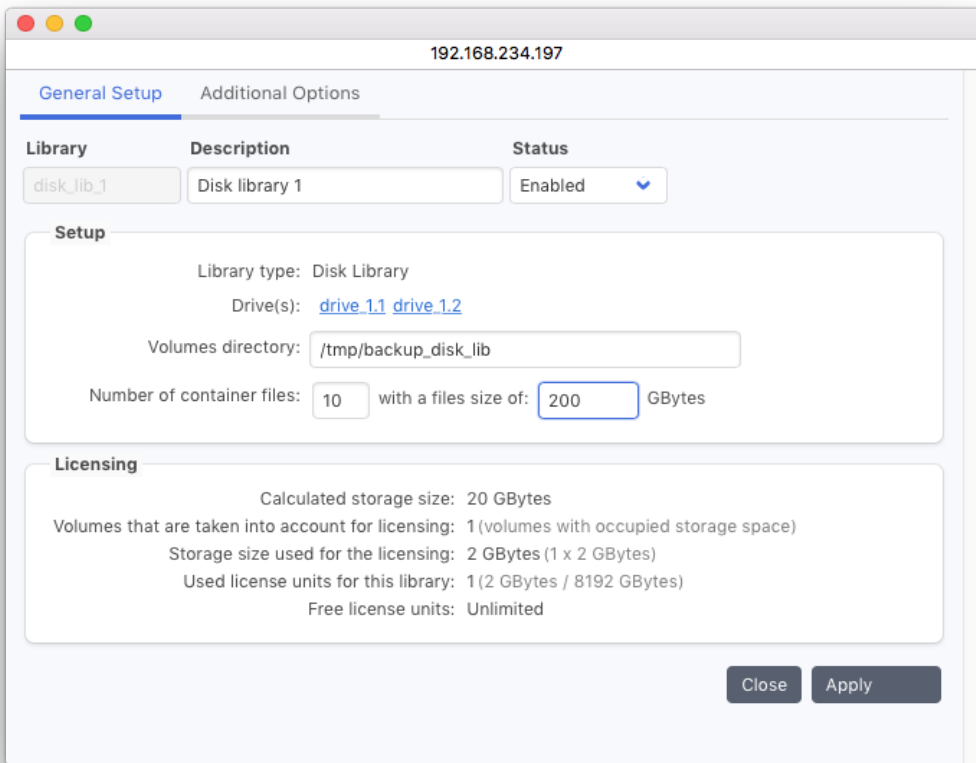 192.168.234.197
General Setup Additional Options
Library Description Status
disk_lib_1 Disk library 1 Enabled
Setup
Library type: Disk Library
Drive(s): drive_1.1 drive_1.2
Volumes directory: /tmp/backup_disk_lib
Number of container files: 10 with a files size of: 200 GBytes
Licensing
Calculated storage size: 20 GBytes
Volumes that are taken into account for licensing: 1 (volumes with occupied storage space)
Storage size used for the licensing: 2 GBytes (1 x 2 GBytes)
Used license units for this library: 1 (2 GBytes / 8192 GBytes)
Free license units: Unlimited
Close Apply